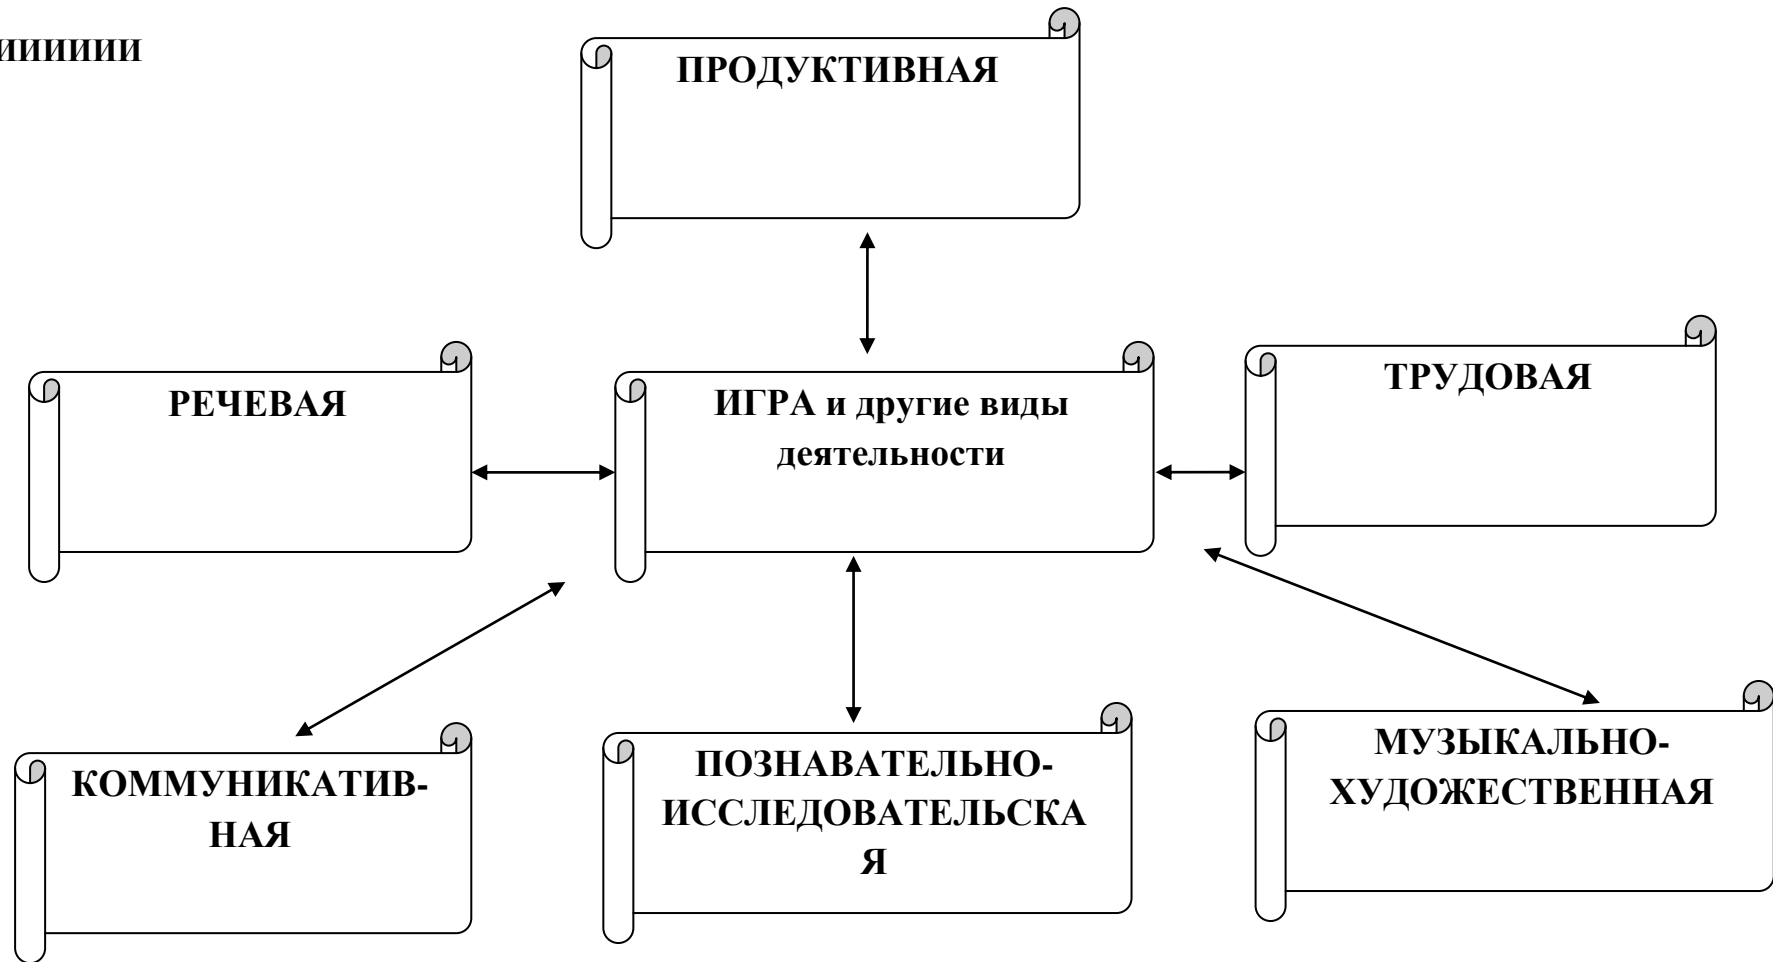 ИИИИИИ
ПРОДУКТИВНАЯ
РЕЧЕВАЯ
ИГРА и другие виды
деятельности
ТРУДОВАЯ
КОММУНИКАТИВ-
НАЯ
ПОЗНАВАТЕЛЬНО-
ИССЛЕДОВАТЕЛЬСКА
Я
МУЗЫКАЛЬНО-
ХУДОЖЕСТВЕННАЯ